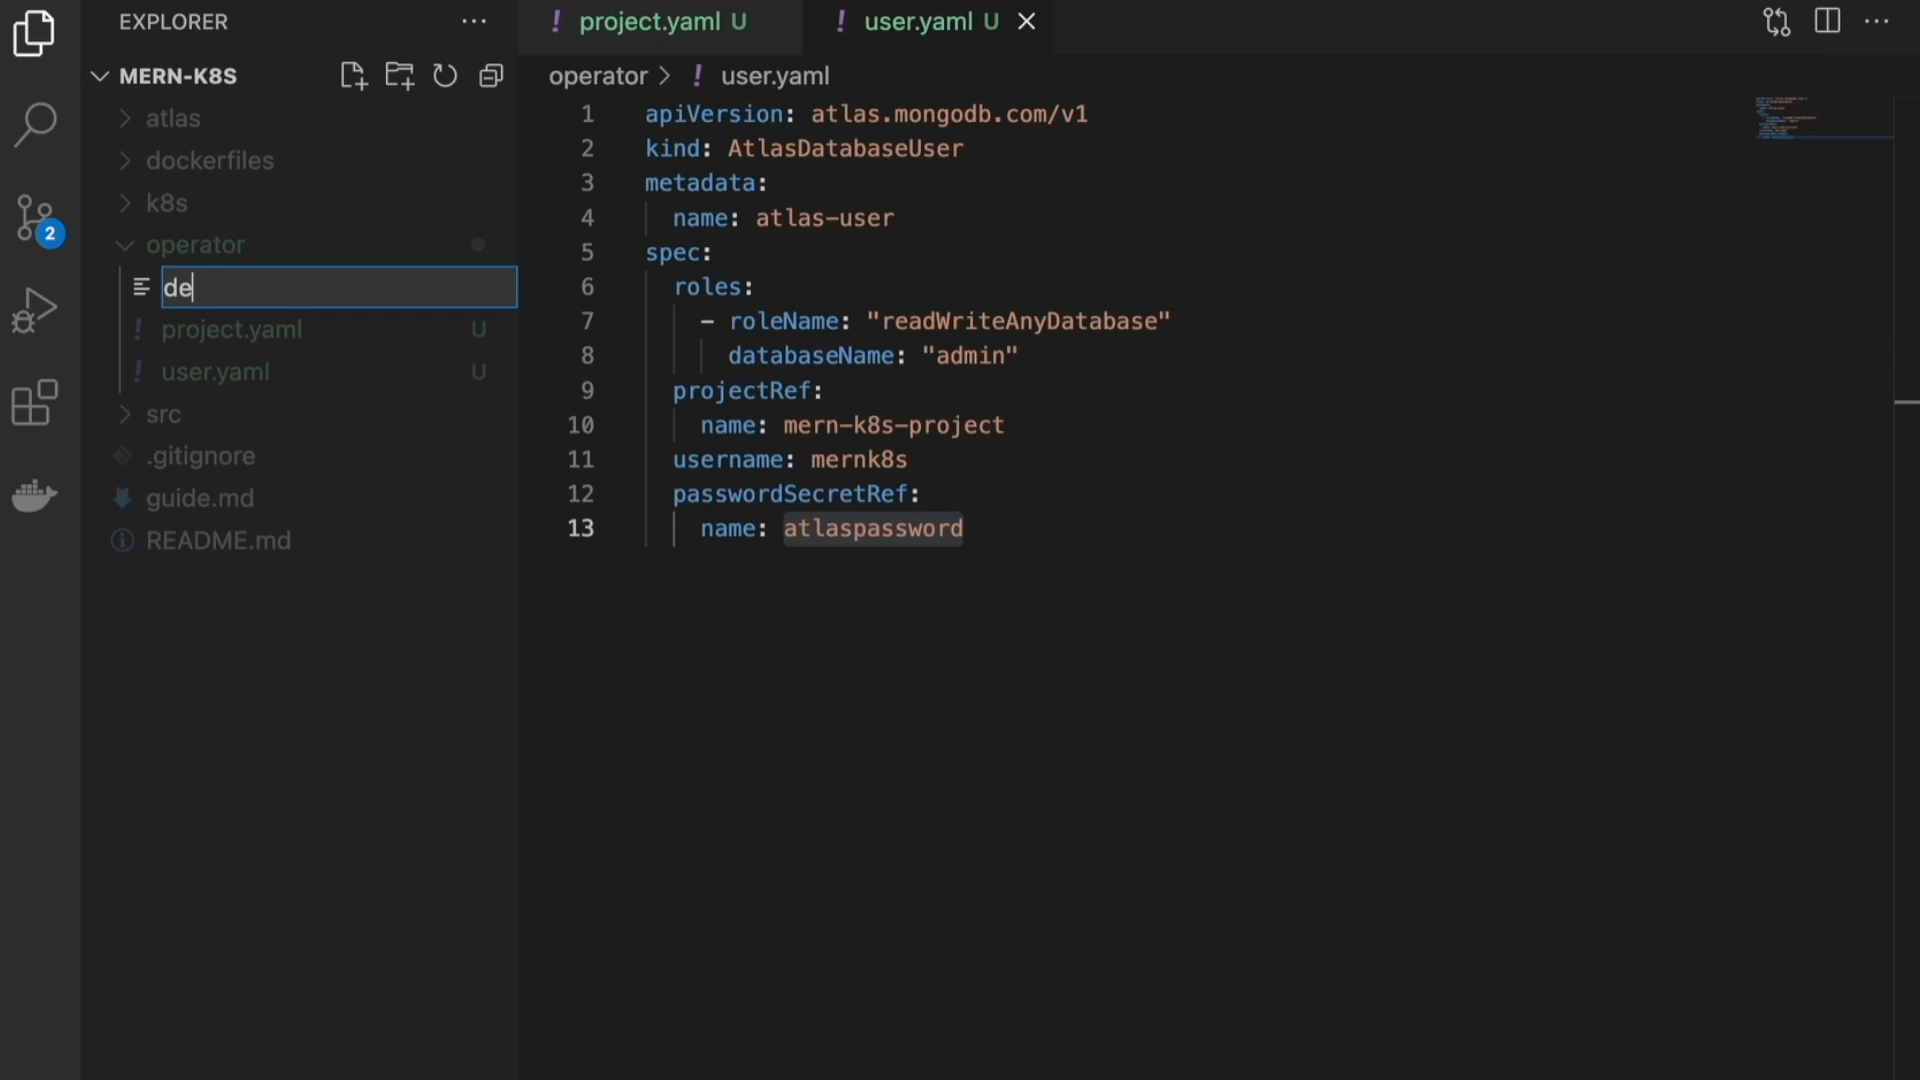 EXPLORER
MERN-K8S
atlas
dockerfiles
k8s
operator
de
project.yaml U
user.yaml U
src
.gitignore
guide.md
README.md
2
! project.yaml U
! user.yaml U
operator > ! user.yaml
1 apiVersion: atlas.mongodb.com/v1
2 kind: AtlasDatabaseUser
3 metadata:
4 name: atlas-user
5 spec:
6 roles:
7 - roleName: "readWriteAnyDatabase"
8 databaseName: "admin"
9 projectRef:
10 name: mern-k8s-project
11 username: mernk8s
12 passwordSecretRef:
13 name: atlaspassword